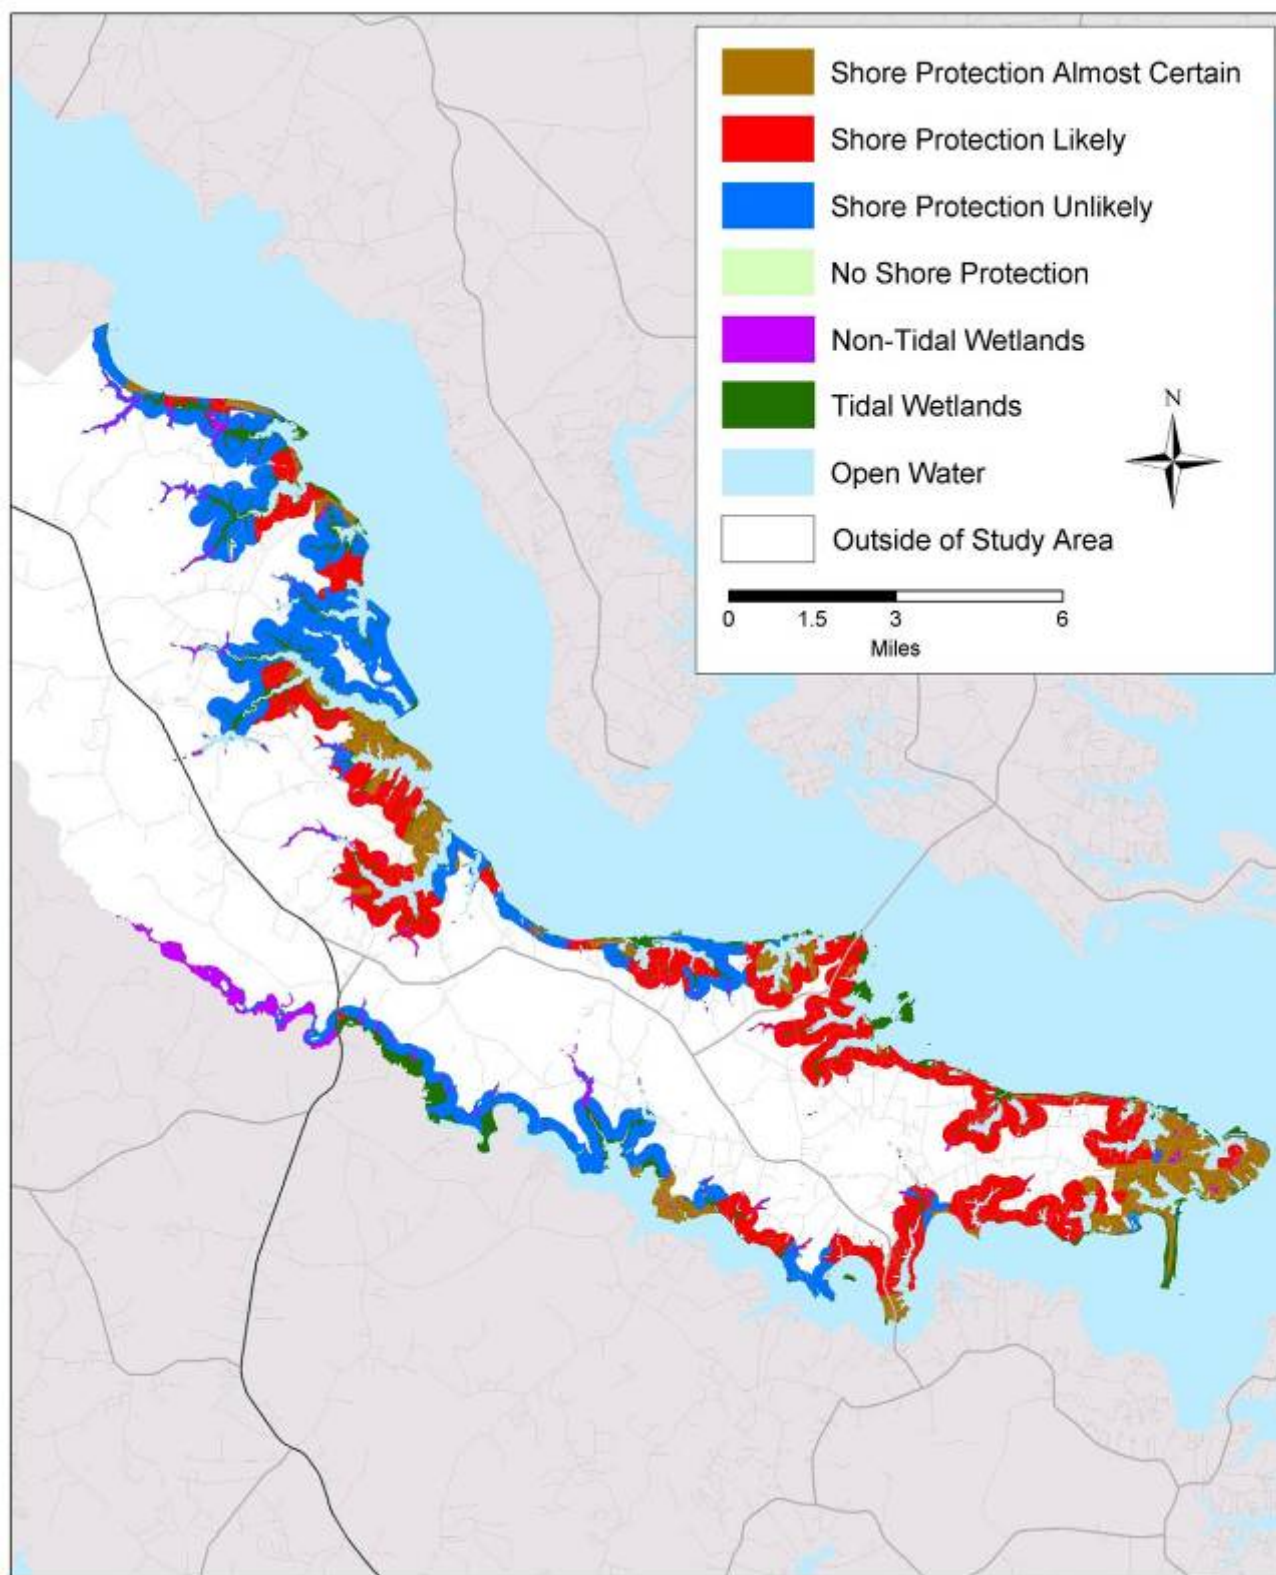 Shore Protection Almost Certain
Shore Protection Likely
Shore Protection Unlikely
No Shore Protection
Non-Tidal Wetlands
Tidal Wetlands
Open Water
Outside of Study Area
N
0 1.5 3 6
Miles